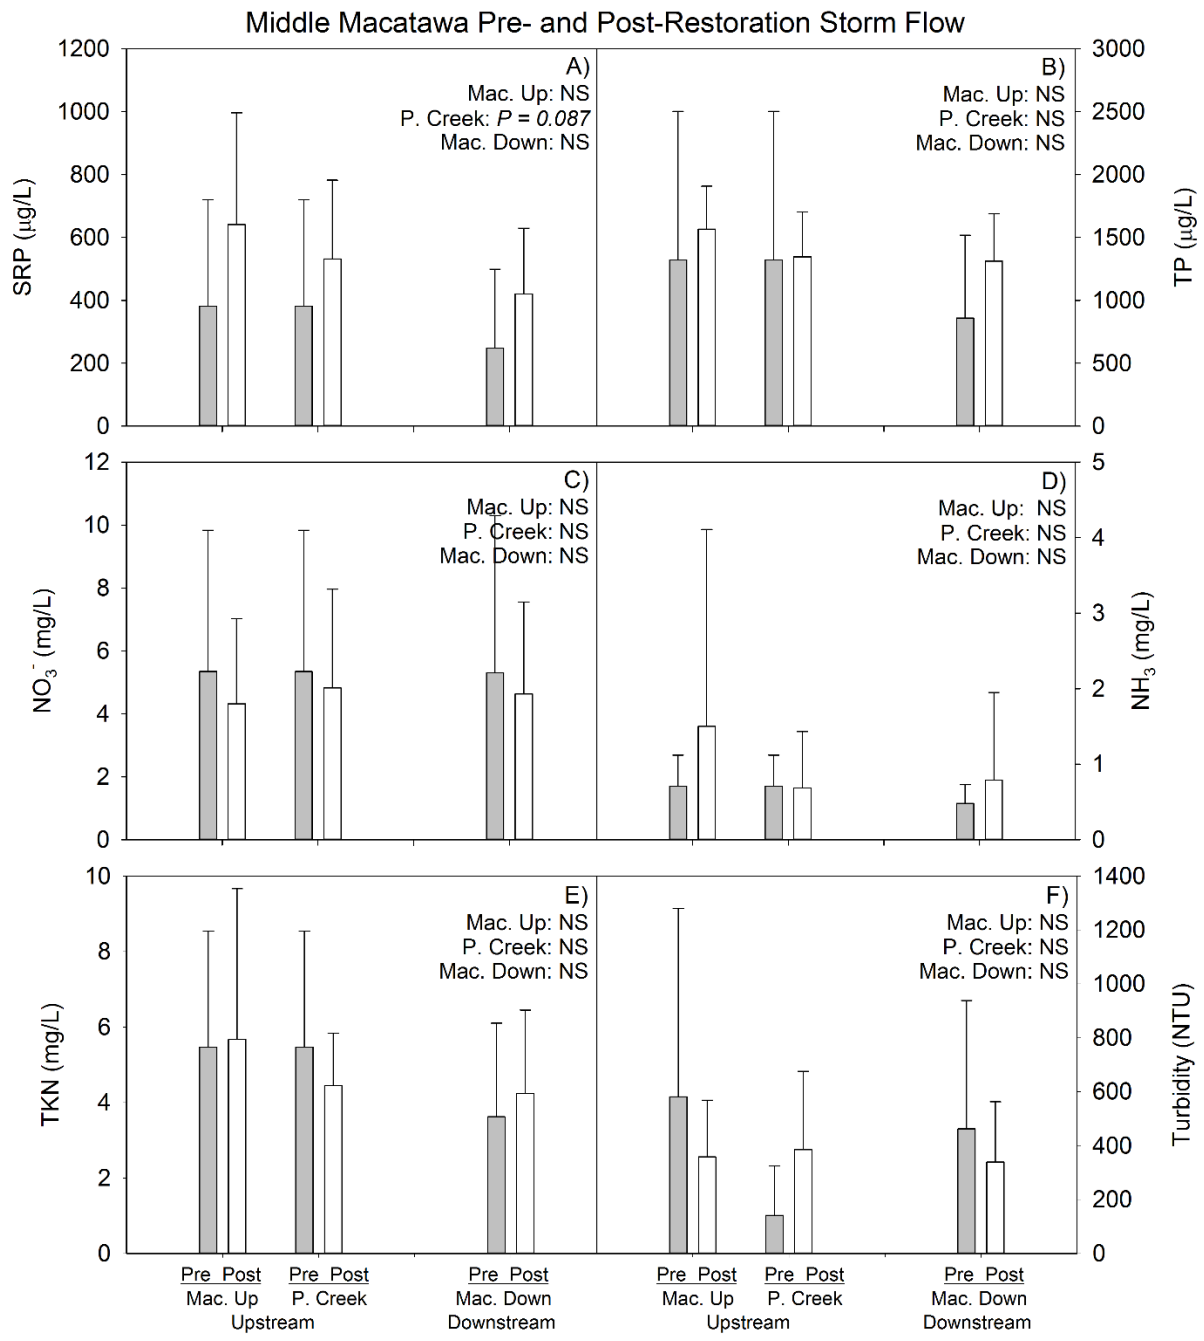 Middle Macatawa Pre- and Post-Restoration Storm Flow
1200
1000
800
600
400
200
0
SRP (µg/L)
A)
Mac. Up: NS
P. Creek: P = 0.087
Mac. Down: NS
B)
Mac. Up: NS
P. Creek: NS
Mac. Down: NS
3000
2500
2000
1500
1000
500
0
TP (µg/L)
12
10
8
6
4
2
0
NO₃⁻ (mg/L)
C)
Mac. Up: NS
P. Creek: NS
Mac. Down: NS
D)
Mac. Up: NS
P. Creek: NS
Mac. Down: NS
5
4
3
2
1
0
NH₃ (mg/L)
10
8
6
4
2
0
TKN (mg/L)
E)
Mac. Up: NS
P. Creek: NS
Mac. Down: NS
F)
Mac. Up: NS
P. Creek: NS
Mac. Down: NS
1400
1200
1000
800
600
400
200
0
Turbidity (NTU)
Pre Post Pre Post Pre Post Pre Post Pre Post Pre Post
Mac. Up P. Creek Mac. Down Mac. Up P. Creek Mac. Down
Upstream Downstream Upstream Downstream